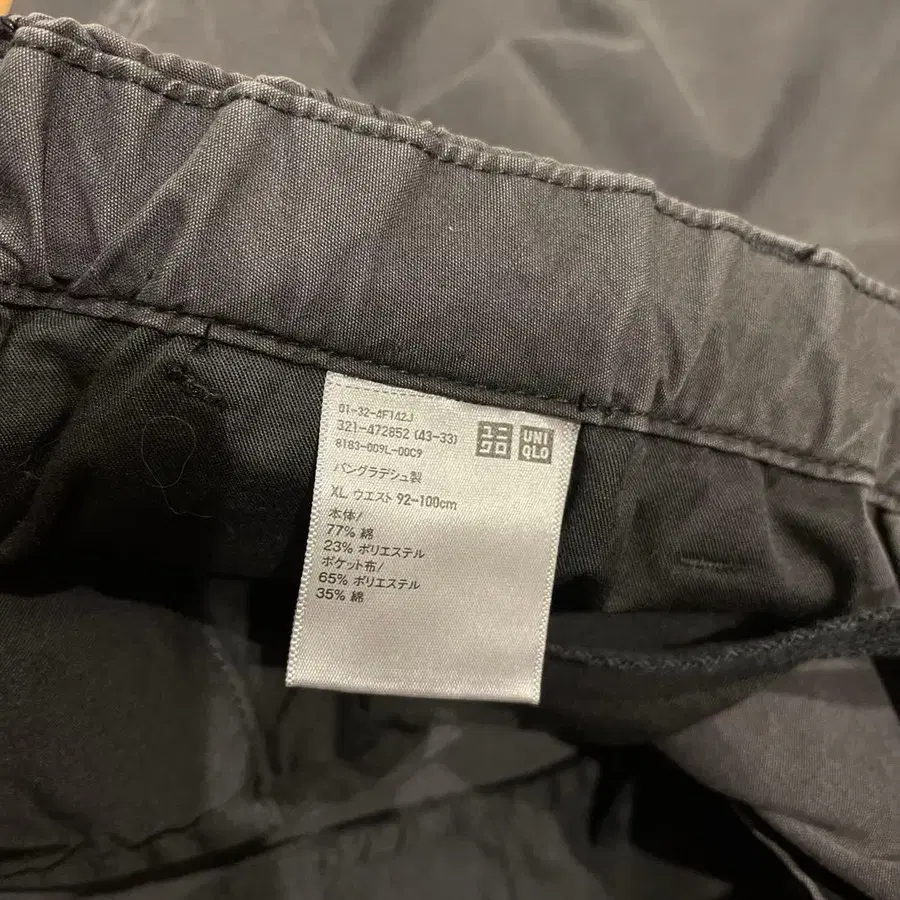 01-32-4F142J
321-472852 (43-33)
8183-009L-00C9
ユニクロ
UNIQLO
バングラデシュ製
XL ウエスト 92-100cm
本体/
77% 綿
23% ポリエステル
ポケット布/
65% ポリエステル
35% 綿